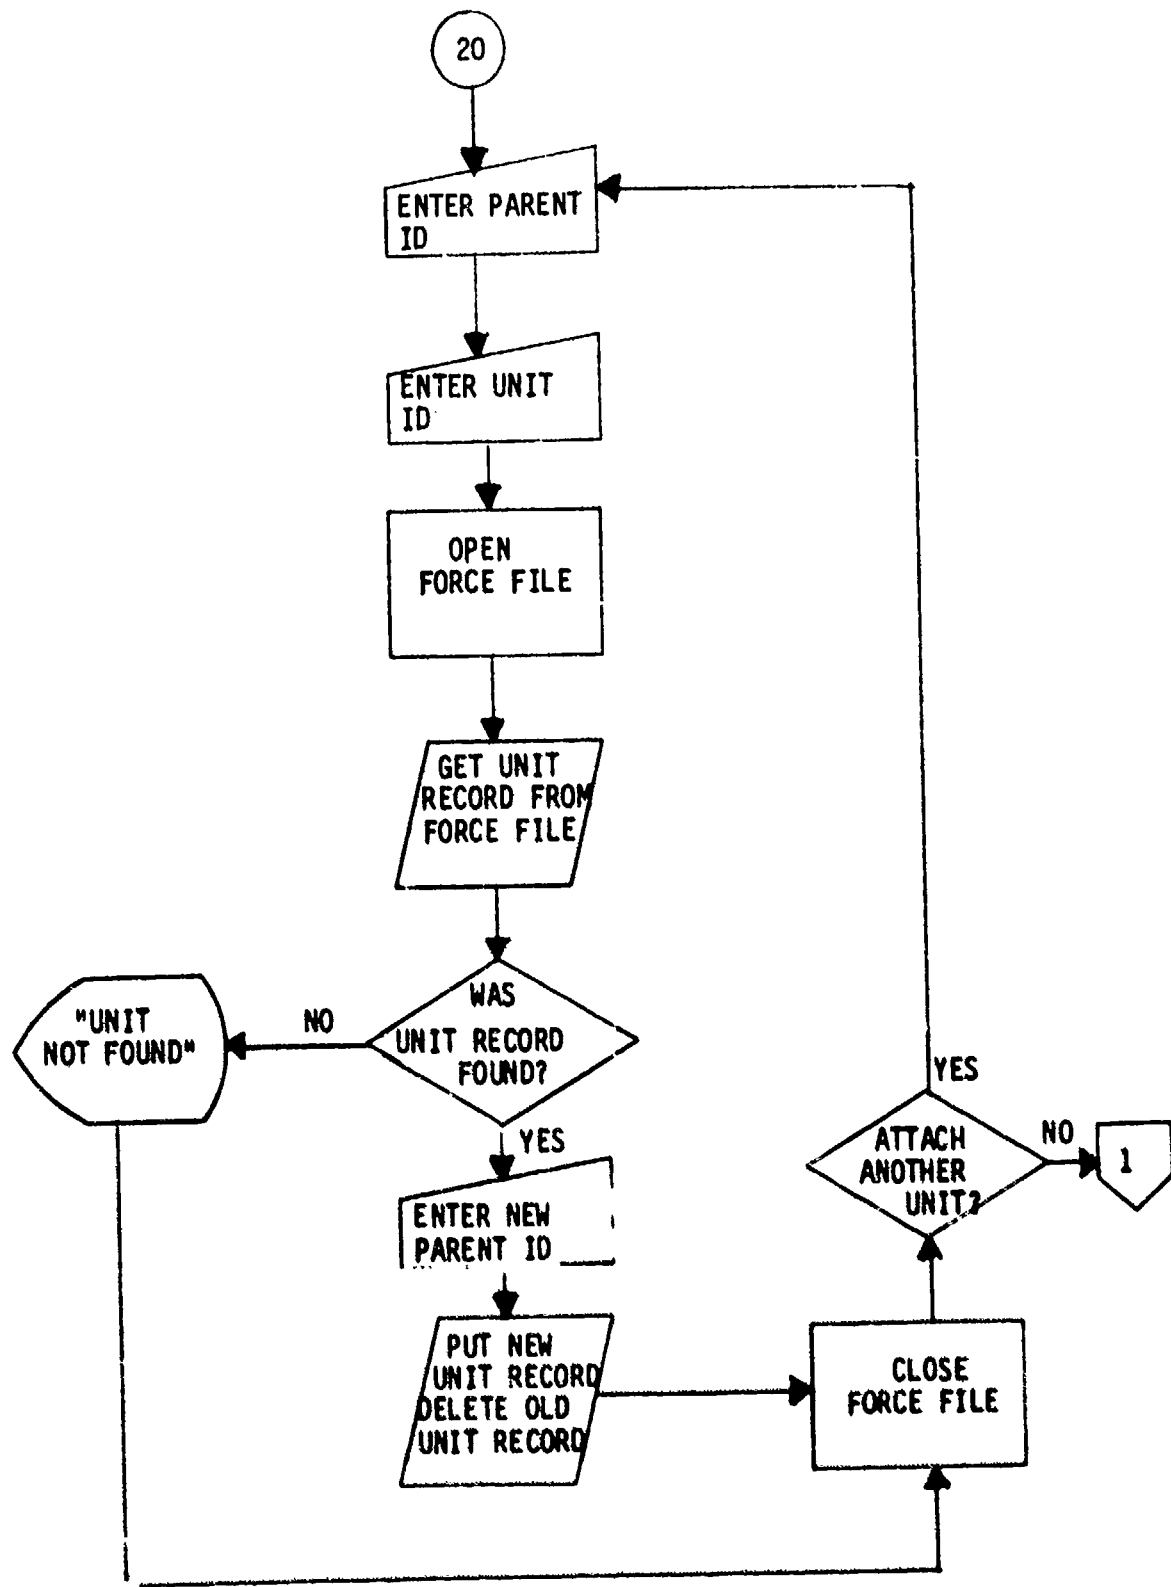 20
ENTER PARENT
ID
ENTER UNIT
ID
OPEN
FORCE FILE
GET UNIT
RECORD FROM
FORCE FILE
WAS
UNIT RECORD
FOUND?
NO
"UNIT
NOT FOUND"
YES
ENTER NEW
PARENT ID
PUT NEW
UNIT RECORD
DELETE OLD
UNIT RECORD
CLOSE
FORCE FILE
ATTACH
ANOTHER
UNIT?
YES
NO
1